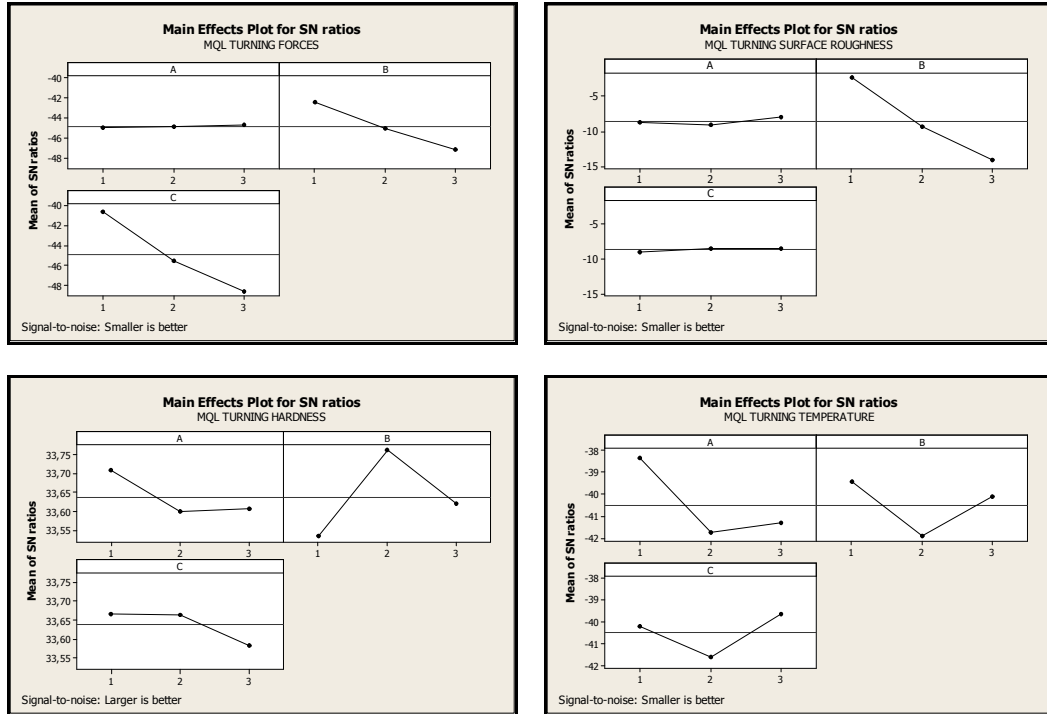 Main Effects Plot for SN ratios
MQL TURNING FORCES
A
B
-40
-42
-44
-46
-48
1 2 3
1 2 3
C
-40
-42
-44
-46
-48
1 2 3
Mean of SN ratios
Signal-to-noise: Smaller is better
Main Effects Plot for SN ratios
MQL TURNING SURFACE ROUGHNESS
A
B
-5
-10
-15
1 2 3
1 2 3
C
-5
-10
-15
1 2 3
Mean of SN ratios
Signal-to-noise: Smaller is better
Main Effects Plot for SN ratios
MQL TURNING HARDNESS
A
B
33,75
33,70
33,65
33,60
33,55
1 2 3
1 2 3
C
33,75
33,70
33,65
33,60
33,55
1 2 3
Mean of SN ratios
Signal-to-noise: Larger is better
Main Effects Plot for SN ratios
MQL TURNING TEMPERATURE
A
B
-38
-39
-40
-41
-42
1 2 3
1 2 3
C
-38
-39
-40
-41
-42
1 2 3
Mean of SN ratios
Signal-to-noise: Smaller is better